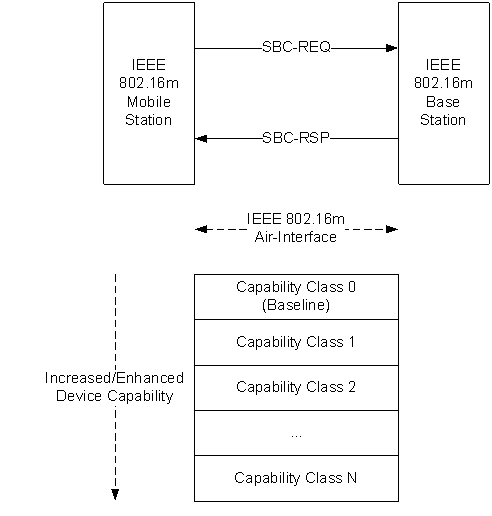 IEEE
802.16m
Mobile
Station
SBC-REQ
SBC-RSP
IEEE
802.16m
Base
Station
IEEE 802.16m
Air-Interface
Increased/Enhanced
Device Capability
Capability Class 0
(Baseline)
Capability Class 1
Capability Class 2
...
Capability Class N